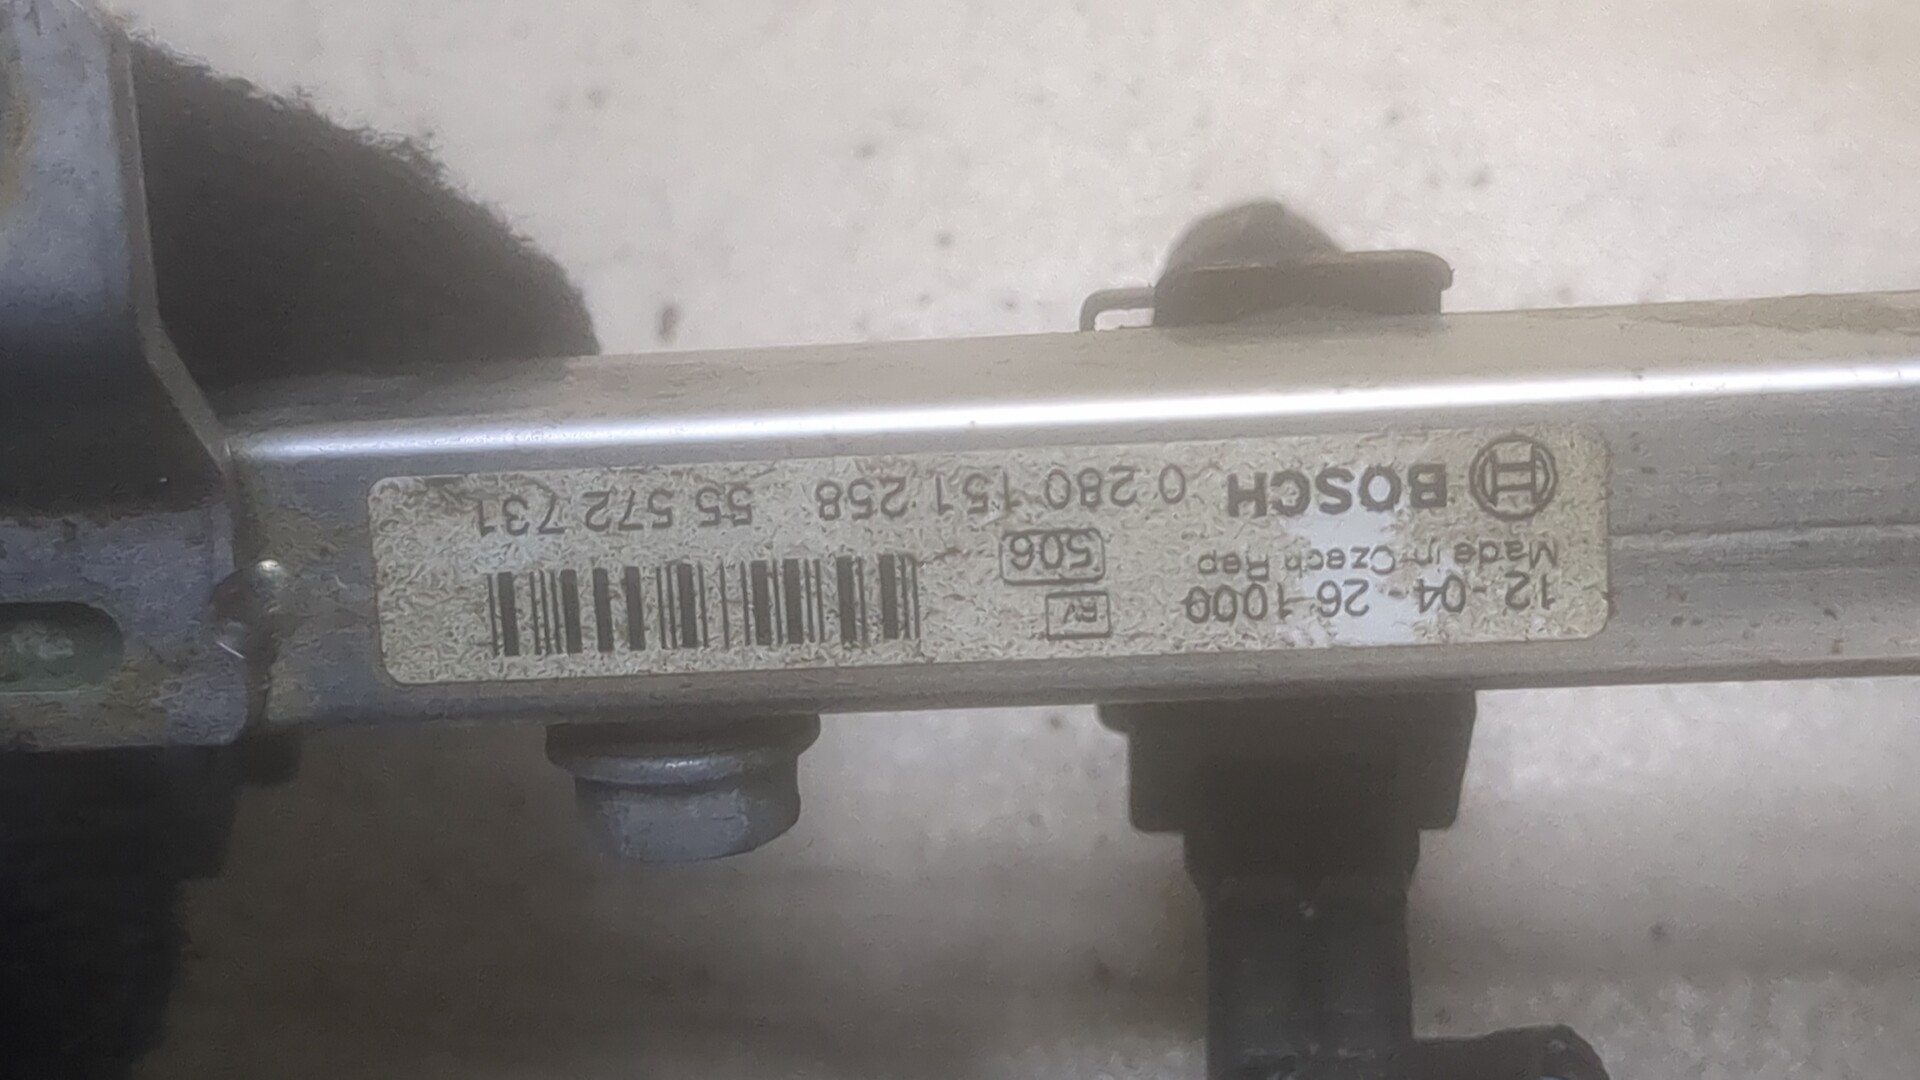 BOSCH 0 280 151 258 55 572 731
Made in Czech Rep 506
12-04-26 1000